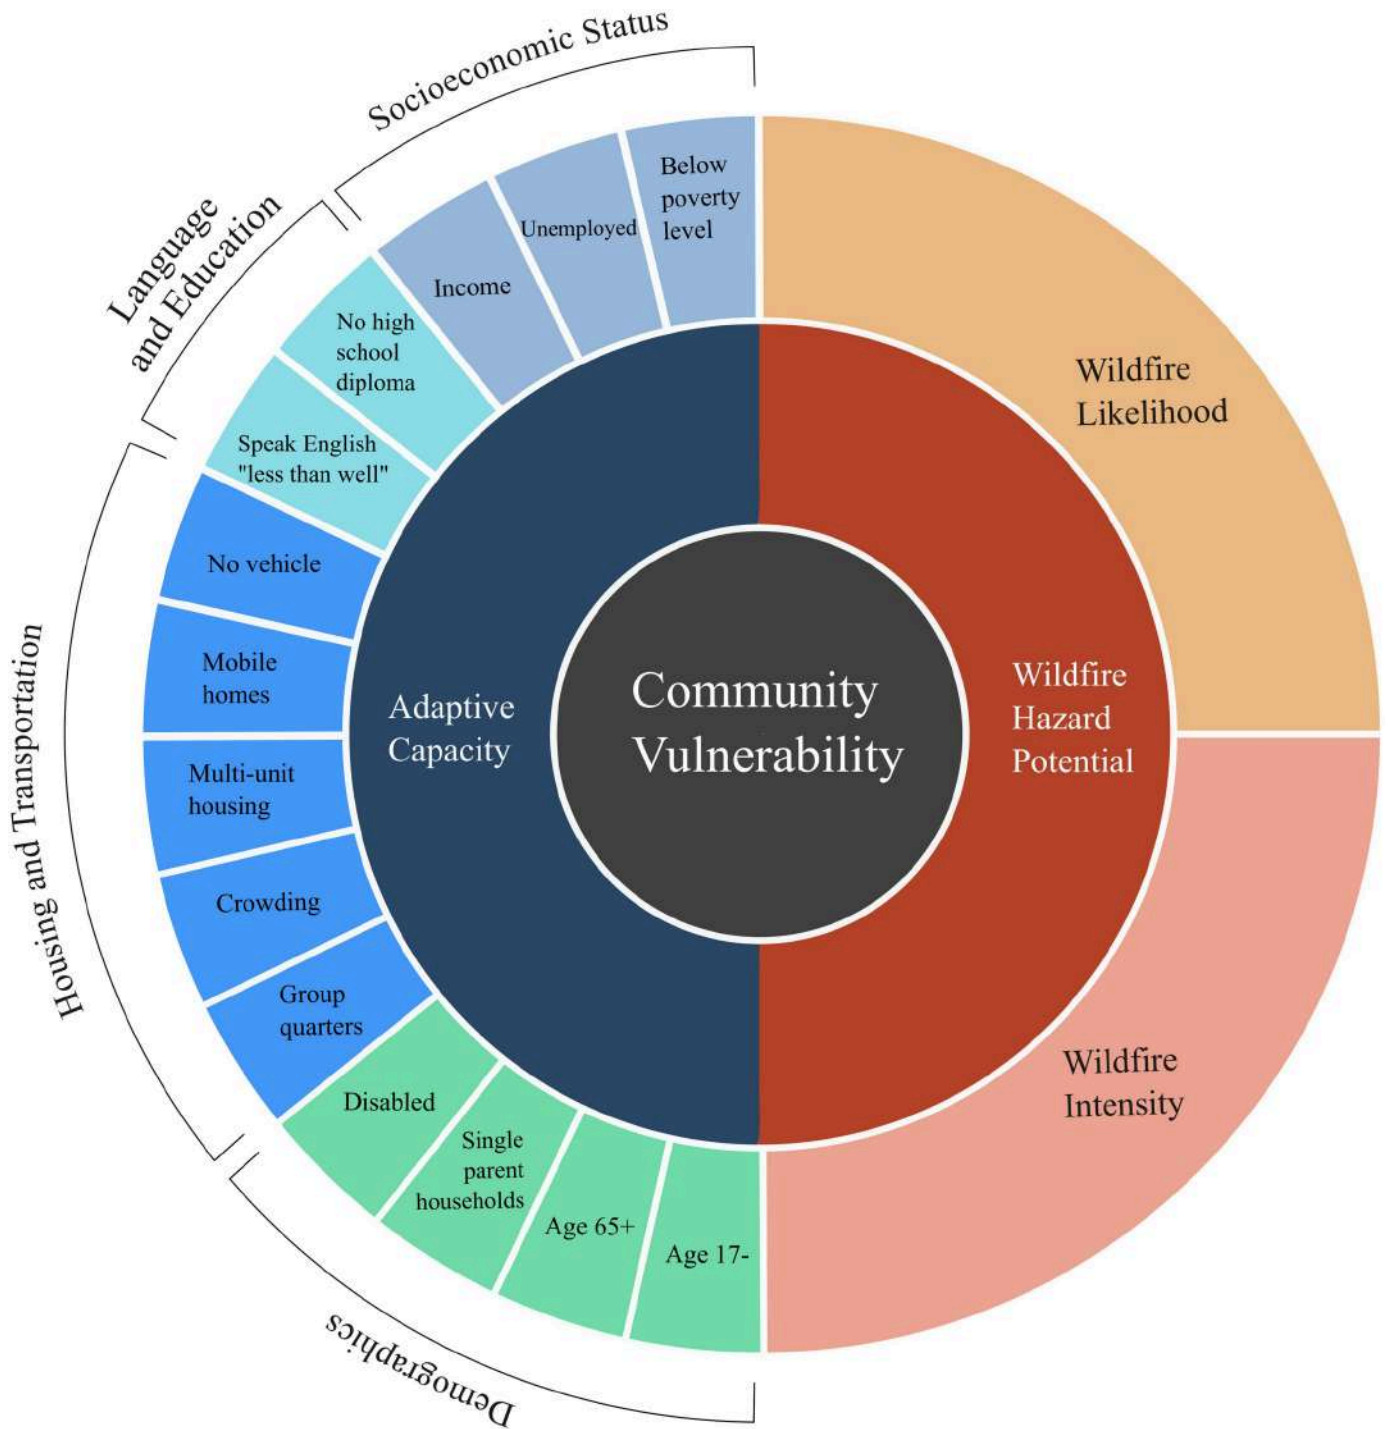 Socioeconomic Status
Language
and Education
Housing and Transportation
Demographics
Below
poverty
level
Unemployed
Income
No high
school
diploma
Speak English
"less than well"
No vehicle
Mobile
homes
Multi-unit
housing
Crowding
Group
quarters
Disabled
Single
parent
households
Age 65+
Age 17-
Adaptive
Capacity
Community
Vulnerability
Wildfire
Hazard
Potential
Wildfire
Likelihood
Wildfire
Intensity